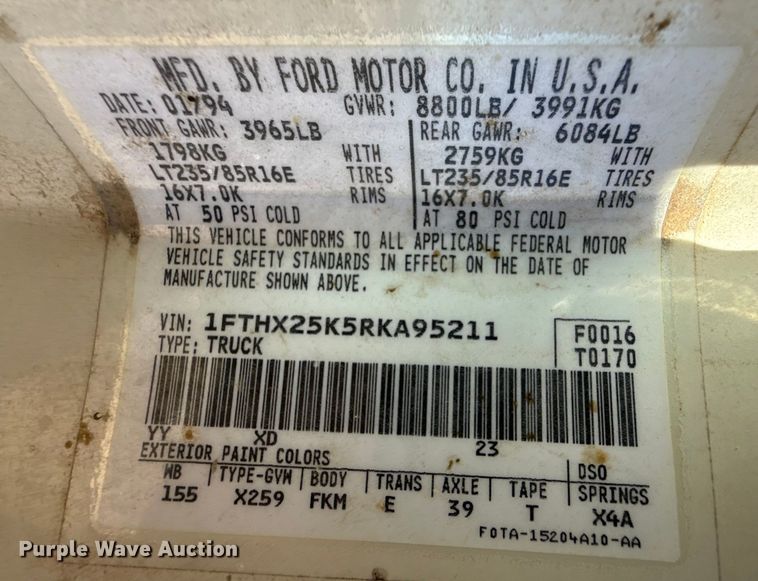 MFD. BY FORD MOTOR CO. IN U.S.A.
DATE: 01/94 GVWR: 8800LB/ 3991KG
FRONT GAWR: 3965LB REAR GAWR: 6084LB
1798KG WITH 2759KG WITH
LT235/85R16E TIRES LT235/85R16E TIRES
16X7.0K RIMS 16X7.0K RIMS
AT 50 PSI COLD AT 80 PSI COLD
THIS VEHICLE CONFORMS TO ALL APPLICABLE FEDERAL MOTOR
VEHICLE SAFETY STANDARDS IN EFFECT ON THE DATE OF
MANUFACTURE SHOWN ABOVE.
VIN: 1FTHX25K5RKA95211 F0016
TYPE: TRUCK T0170
YY XD 23
EXTERIOR PAINT COLORS DSO
WB TYPE-GVW BODY TRANS AXLE TAPE SPRINGS
155 X259 FKM E 39 T X4A
F0TA-15204A10-AA
Purple Wave Auction